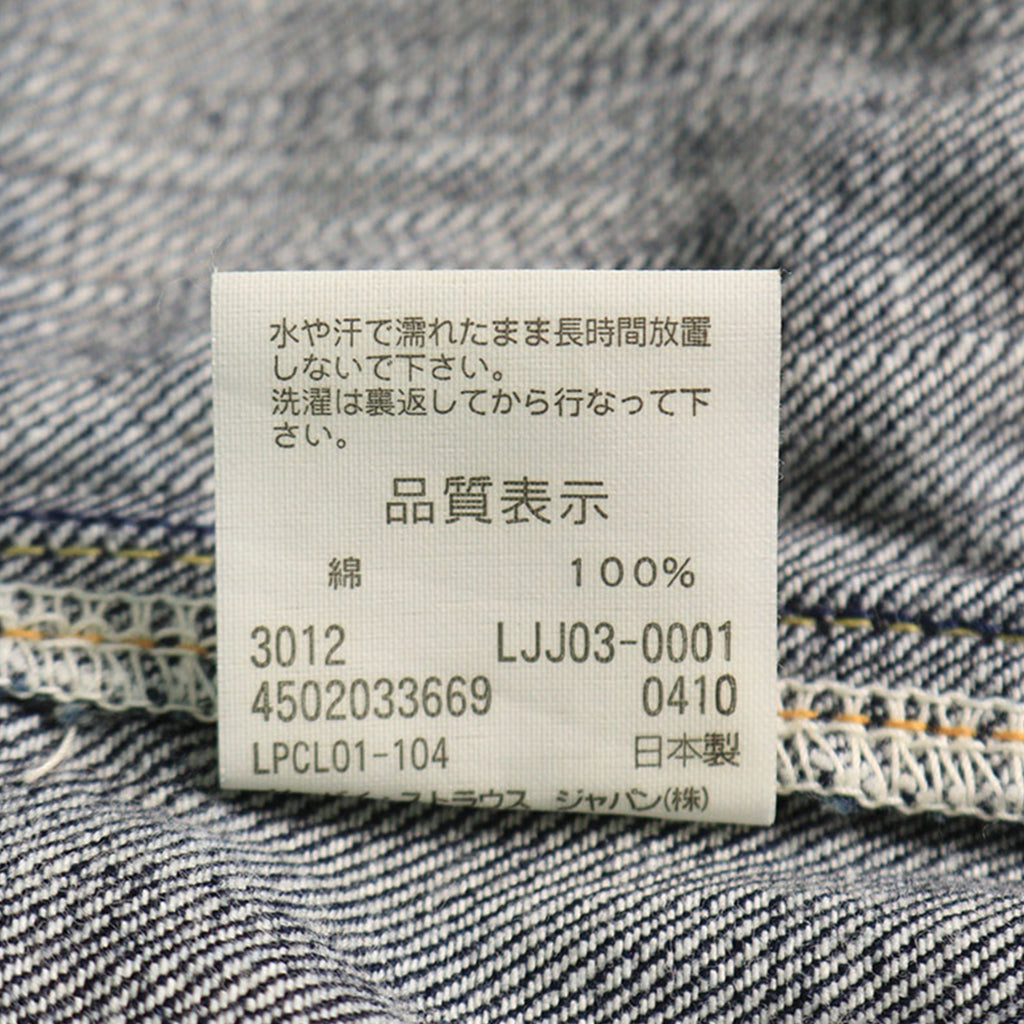 水や汗で濡れたまま長時間放置
しないで下さい。
洗濯は裏返してから行なって下
さい。
品質表示
綿 100%
3012 LJJ03-0001
4502033669 0410
LPCL01-104 日本製
ストラウス ジャパン(株)